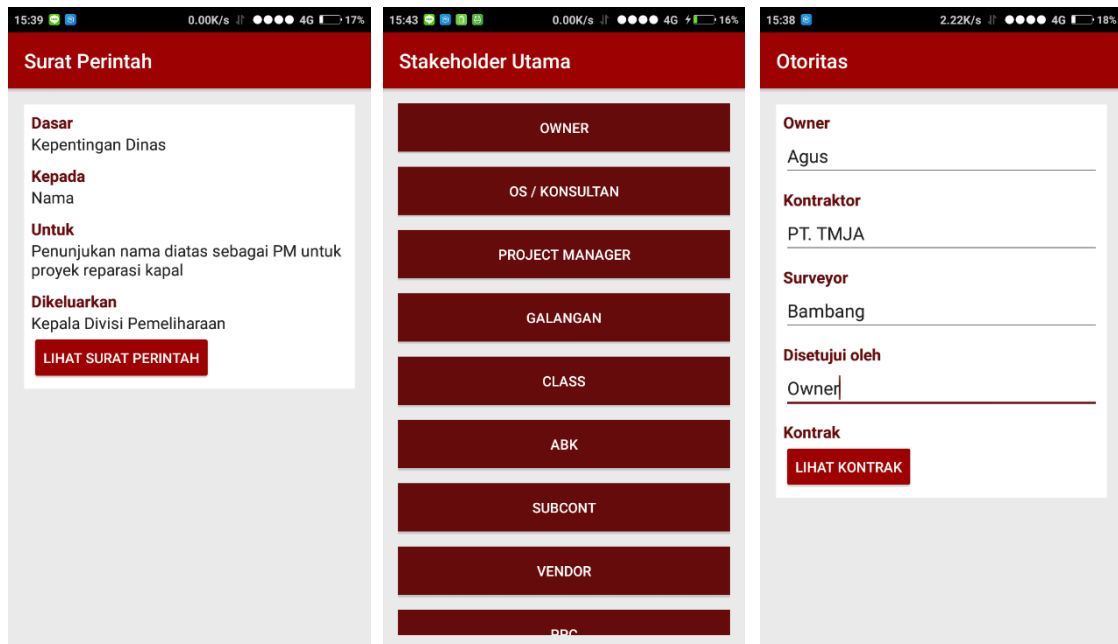 15:39 0.00K/s 4G 17%
Surat Perintah
Dasar
Kepentingan Dinas
Kepada
Nama
Untuk
Penunjukan nama diatas sebagai PM untuk
proyek reparasi kapal
Dikeluarkan
Kepala Divisi Pemeliharaan
LIHAT SURAT PERINTAH
15:43 0.00K/s 4G 16%
Stakeholder Utama
OWNER
OS / KONSULTAN
PROJECT MANAGER
GALANGAN
CLASS
ABK
SUBCONT
VENDOR
15:38 2.22K/s 4G 18%
Otoritas
Owner
Agus
Kontraktor
PT. TMJA
Surveyor
Bambang
Disetujui oleh
Owner
Kontrak
LIHAT KONTRAK